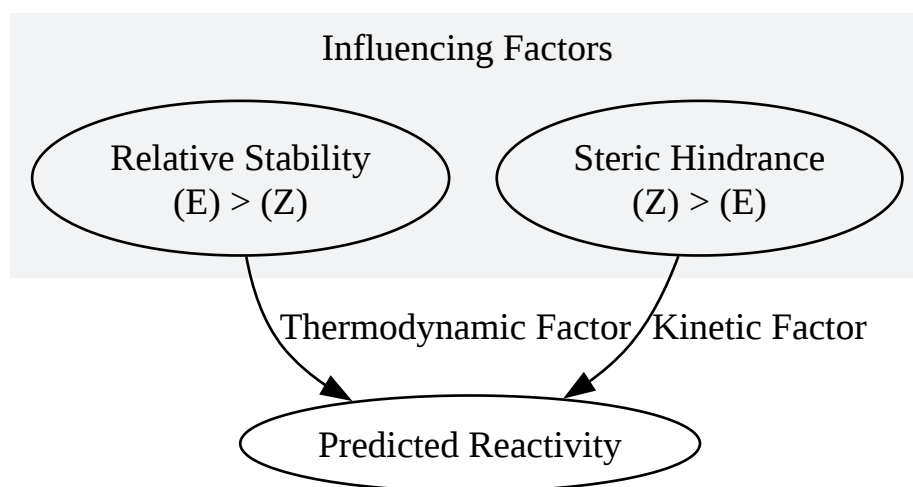 Influencing Factors
Relative Stability
(E) > (Z)
Steric Hindrance
(Z) > (E)
Thermodynamic Factor
Kinetic Factor
Predicted Reactivity